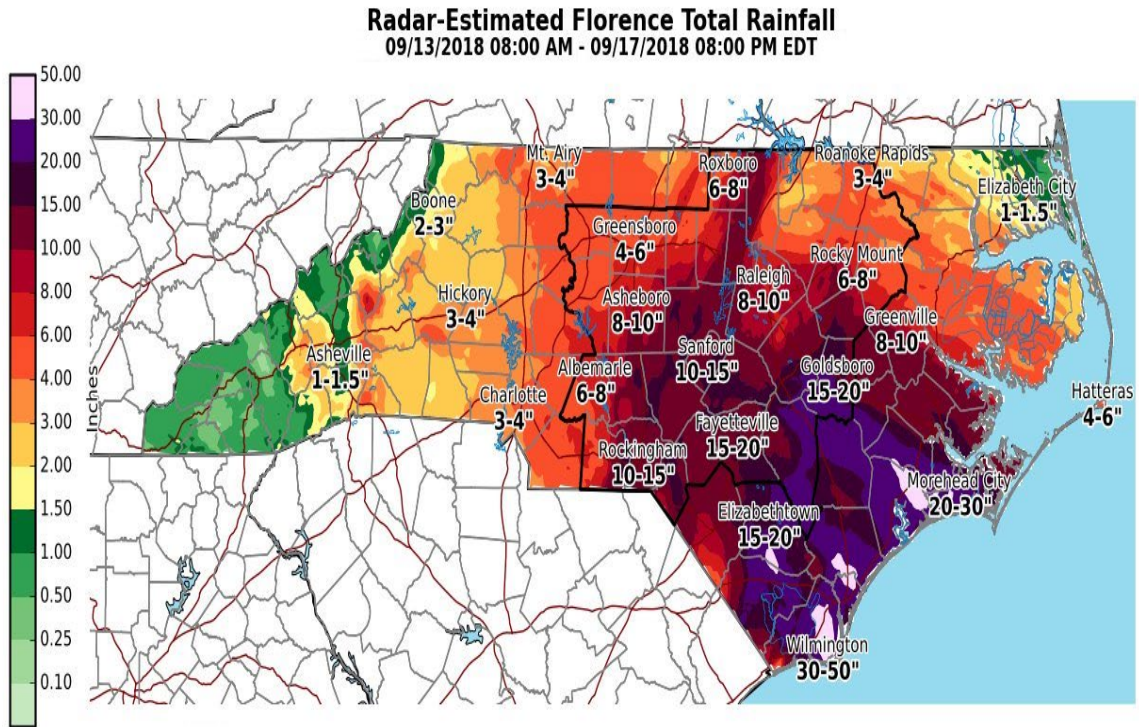 Radar-Estimated Florence Total Rainfall
09/13/2018 08:00 AM - 09/17/2018 08:00 PM EDT
50.00
30.00
20.00
15.00
10.00
8.00
6.00
4.00
3.00
2.00
1.50
1.00
0.50
0.25
0.10
Inches
Mt. Airy
3-4"
Roxboro
6-8"
Roanoke Rapids
3-4"
Elizabeth City
1-1.5"
Boone
2-3"
Greensboro
4-6"
Rocky Mount
6-8"
Raleigh
8-10"
Hickory
3-4"
Asheboro
8-10"
Greenville
8-10"
Asheville
1-1.5"
Albemarle
6-8"
Sanford
10-15"
Goldsboro
15-20"
Charlotte
3-4"
Hatteras
4-6"
Fayetteville
15-20"
Rockingham
10-15"
Morehead City
20-30"
Elizabethtown
15-20"
Wilmington
30-50"